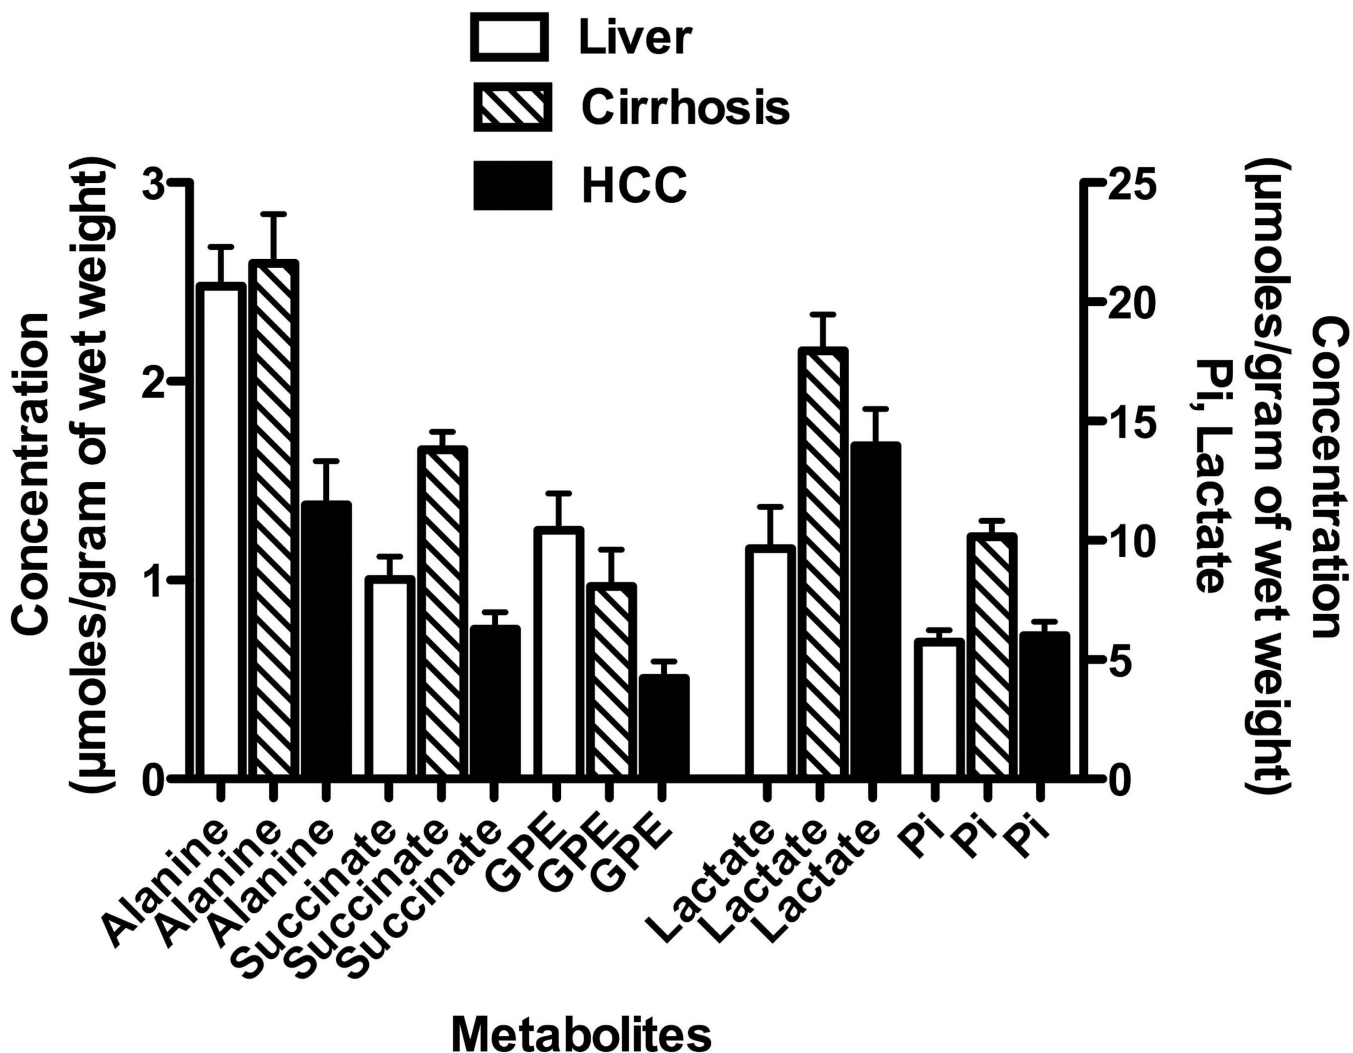 Liver
Cirrhosis
HCC
Concentration
(µmoles/gram of wet weight)
3
2
1
0
25
20
15
10
5
0
Pi, Lactate
(µmoles/gram of wet weight)
Concentration
Alanine
Alanine
Alanine
Succinate
Succinate
Succinate
GPE
GPE
GPE
Lactate
Lactate
Lactate
Pi
Pi
Pi
Metabolites